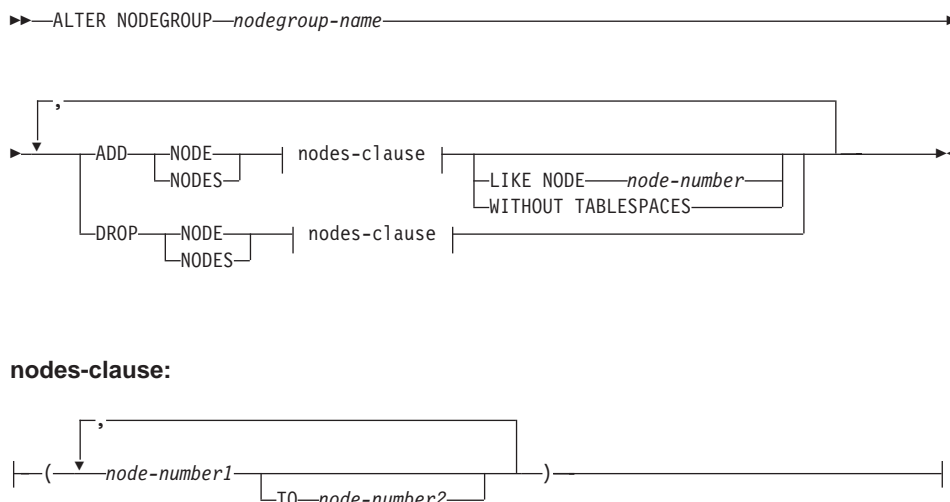 ALTER NODEGROUP nodegroup-name
,
ADD NODE nodes-clause
NODES LIKE NODE node-number
WITHOUT TABLESPACES
DROP NODE nodes-clause
NODES
nodes-clause:
,
( node-number1 )
TO node-number2